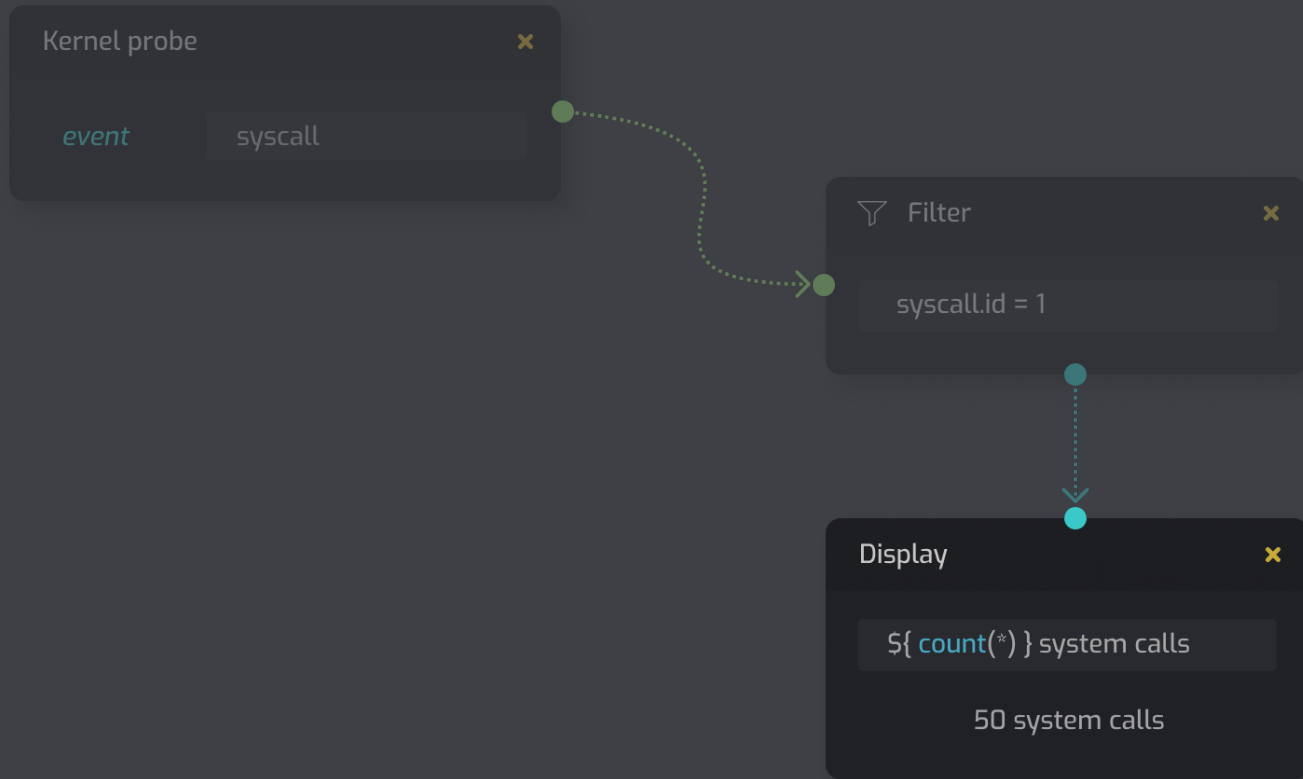 Kernel probe
event syscall
Filter
syscall.id = 1
Display
${ count(*) } system calls
50 system calls